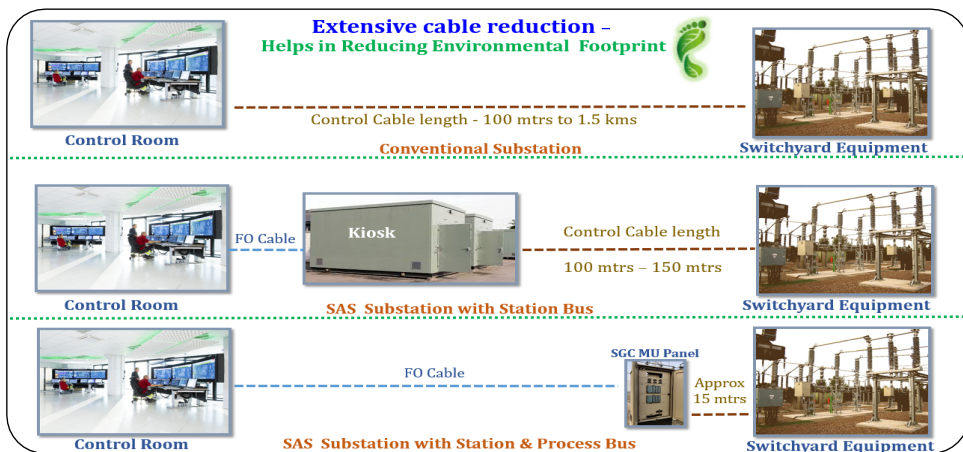 Extensive cable reduction –
Helps in Reducing Environmental Footprint
Control Cable length - 100 mtrs to 1.5 kms
Control Room
Conventional Substation
Switchyard Equipment
FO Cable
Kiosk
Control Cable length
100 mtrs – 150 mtrs
Control Room
SAS Substation with Station Bus
Switchyard Equipment
SGC MU Panel
FO Cable
Approx
15 mtrs
Control Room
SAS Substation with Station & Process Bus
Switchyard Equipment